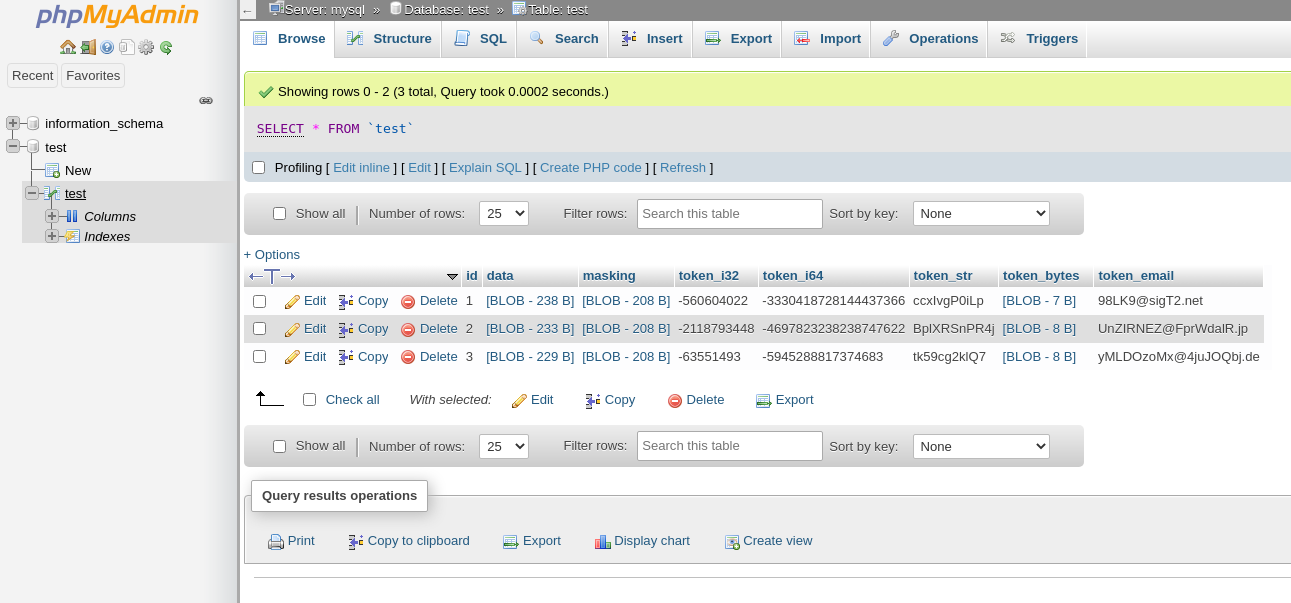 phpMyAdmin
Recent Favorites
information_schema
test
New
test
Columns
Indexes
← Server: mysql » Database: test » Table: test
Browse Structure SQL Search Insert Export Import Operations Triggers
Showing rows 0 - 2 (3 total, Query took 0.0002 seconds.)
SELECT * FROM `test`
Profiling [ Edit inline ] [ Edit ] [ Explain SQL ] [ Create PHP code ] [ Refresh ]
Show all | Number of rows: 25 Filter rows: Search this table Sort by key: None
+ Options
←T→ id data masking token_i32 token_i64 token_str token_bytes token_email
Edit Copy Delete 1 [BLOB - 238 B] [BLOB - 208 B] -560604022 -3330418728144437366 ccxIvgP0iLp [BLOB - 7 B] 98LK9@sigT2.net
Edit Copy Delete 2 [BLOB - 233 B] [BLOB - 208 B] -2118793448 -4697823238238747622 BpIXRSnPR4j [BLOB - 8 B] UnZIRNEZ@FprWdaIR.jp
Edit Copy Delete 3 [BLOB - 229 B] [BLOB - 208 B] -63551493 -5945288817374683 tk59cg2klQ7 [BLOB - 8 B] yMLDOzoMx@4juJOQbj.de
Check all With selected: Edit Copy Delete Export
Show all | Number of rows: 25 Filter rows: Search this table Sort by key: None
Query results operations
Print Copy to clipboard Export Display chart Create view